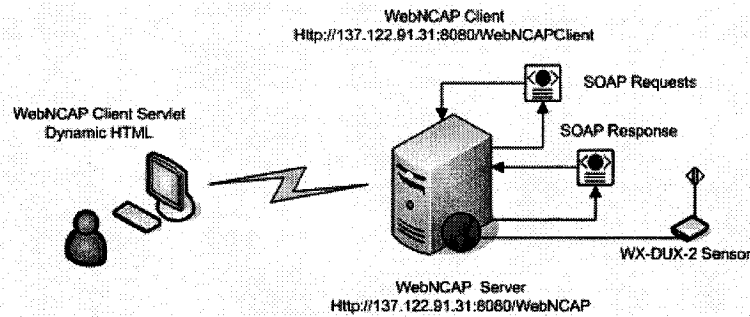 WebNCAP Client
Http://137.122.91.31:8080/WebNCAPClient
SOAP Requests
WebNCAP Client Servlet
Dynamic HTML
SOAP Response
WX-DUX-2 Sensor
WebNCAP Server
Http://137.122.91.31:8080/WebNCAP